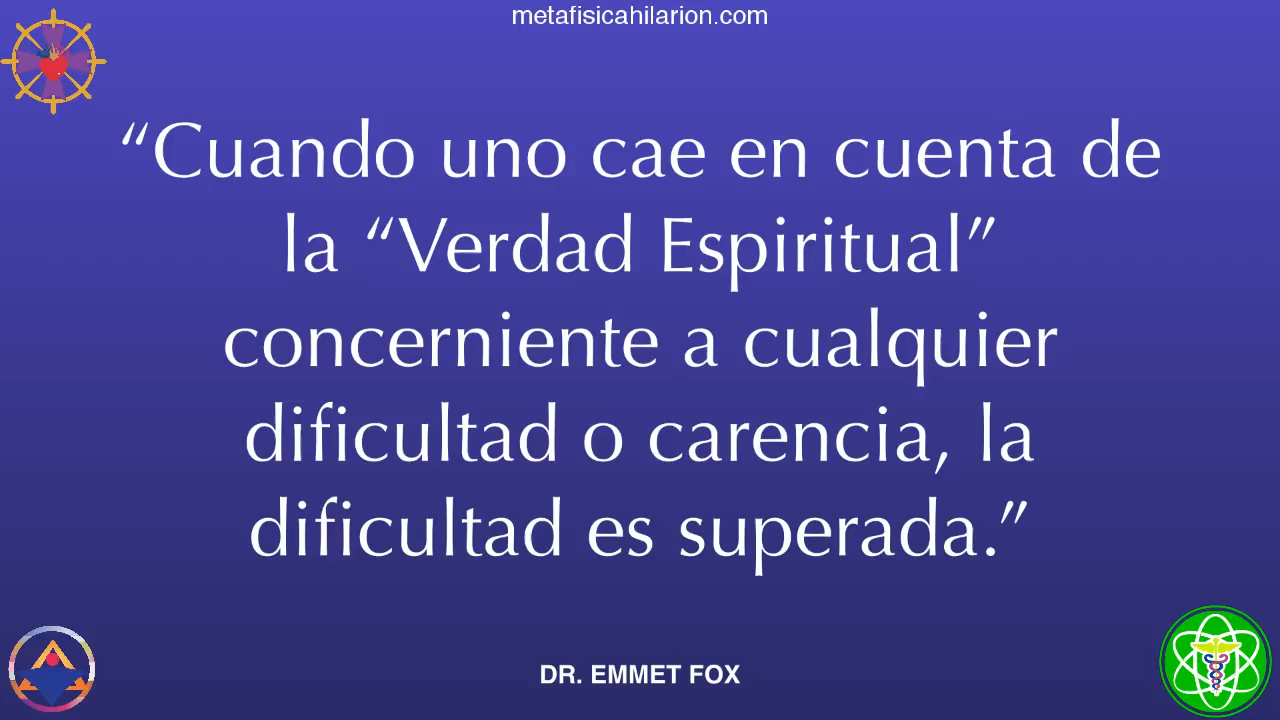 metafisicahilarion.com
“Cuando uno cae en cuenta de
la “Verdad Espiritual”
concerniente a cualquier
dificultad o carencia, la
dificultad es superada.”
DR. EMMET FOX